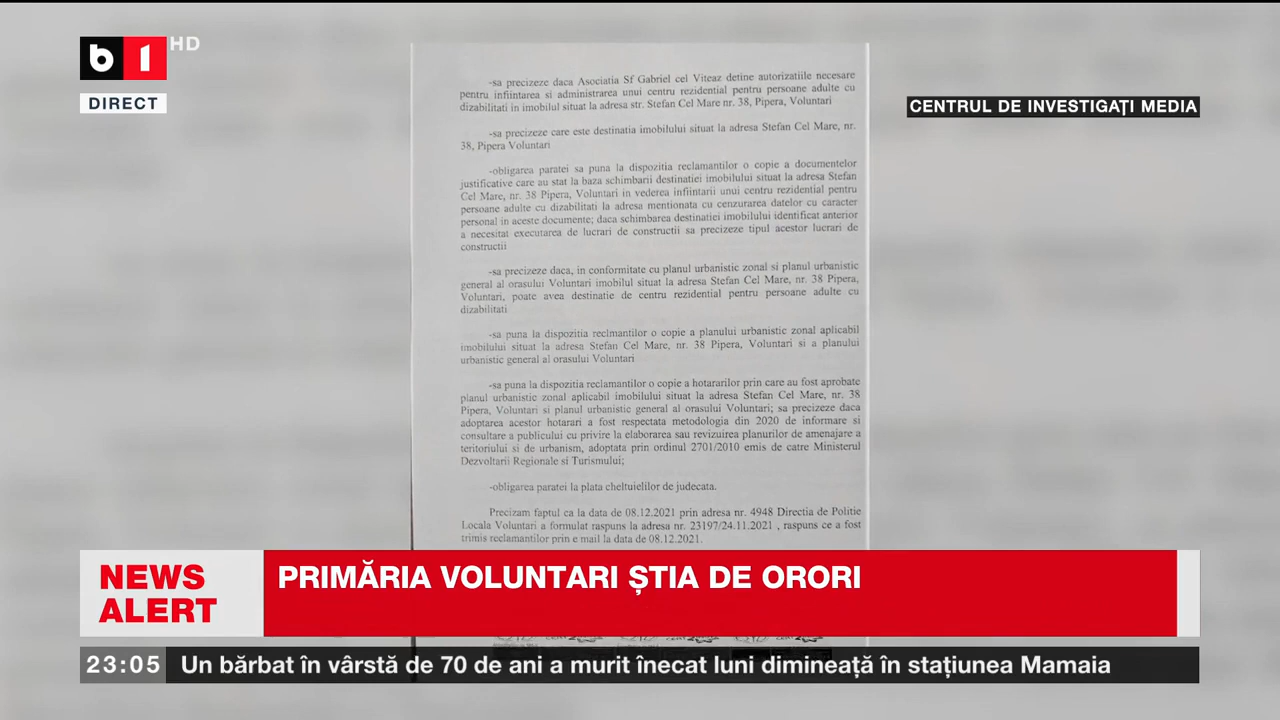 b1 HD
DIRECT
CENTRUL DE INVESTIGAȚI MEDIA
-sa precizeze daca Asociatia Sf Gabriel cel Viteaz detine autorizatiile necesare
pentru infiintarea si administrarea unui centru rezidential pentru persoane adulte cu
dizabilitati in imobilul situat la adresa str. Stefan Cel Mare nr. 38, Pipera, Voluntari
-sa precizeze care este destinatia imobilului situat la adresa Stefan Cel Mare, nr.
38, Pipera Voluntari
-obligarea paratei sa puna la dispozitia reclamantilor o copie a documentelor
justificative care au stat la baza schimbarii destinatiei imobilului situat la adresa Stefan
Cel Mare, nr. 38 Pipera, Voluntari in vederea infiintarii unui centru rezidential pentru
persoane adulte cu dizabilitati la adresa mentionata cu cenzurarea datelor cu caracter
personal in aceste documente; daca schimbarea destinatiei imobilului identificat anterior
a necesitat executarea de lucrari de constructii sa precizeze tipul acestor lucrari de
constructii
-sa precizeze daca, in conformitate cu planul urbanistic zonal si planul urbanistic
general al orasului Voluntari imobilul situat la adresa Stefan Cel Mare, nr. 38 Pipera,
Voluntari, poate avea destinatie de centru rezidential pentru persoane adulte cu
dizabilitati
-sa puna la dispozitia reclmantilor o copie a planului urbanistic zonal aplicabil
imobilului situat la adresa Stefan Cel Mare, nr. 38 Pipera, Voluntari si a planului
urbanistic general al orasului Voluntari
-sa puna la dispozitia reclamantilor o copie a hotararilor prin care au fost aprobate
planul urbanistic zonal aplicabil imobilului situat la adresa Stefan Cel Mare, nr. 38
Pipera, Voluntari si planul urbanistic general al orasului Voluntari; sa precizeze daca
adoptarea acestor hotarari a fost respectata metodologia din 2020 de informare si
consultare a publicului cu privire la elaborarea sau revizuirea planurilor de amenajare a
teritoriului si de urbanism, adoptata prin ordinul 2701/2010 emis de catre Ministerul
Dezvoltarii Regionale si Turismului;
-obligarea paratei la plata cheltuielilor de judecata.
Precizam faptul ca la data de 08.12.2021 prin adresa nr. 4948 Directia de Politie
Locala Voluntari a formulat raspuns la adresa nr. 23197/24.11.2021 , raspuns ce a fost
trimis reclamantilor prin e mail la data de 08.12.2021.
NEWS
ALERT
PRIMĂRIA VOLUNTARI ȘTIA DE ORORI
23:05 Un bărbat în vârstă de 70 de ani a murit înecat luni dimineață în stațiunea Mamaia